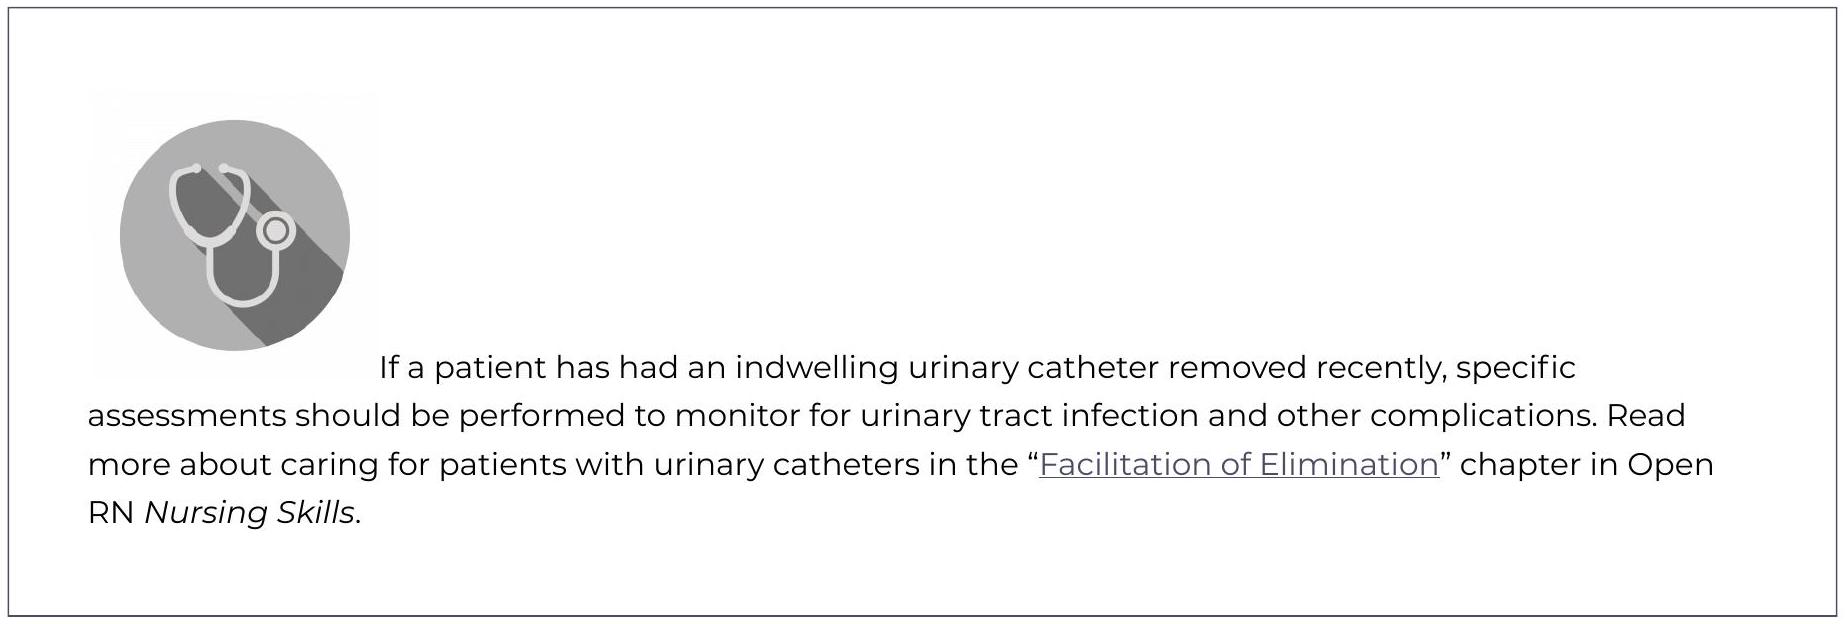 If a patient has had an indwelling urinary catheter removed recently, specific
assessments should be performed to monitor for urinary tract infection and other complications. Read
more about caring for patients with urinary catheters in the “Facilitation of Elimination” chapter in Open
RN Nursing Skills.